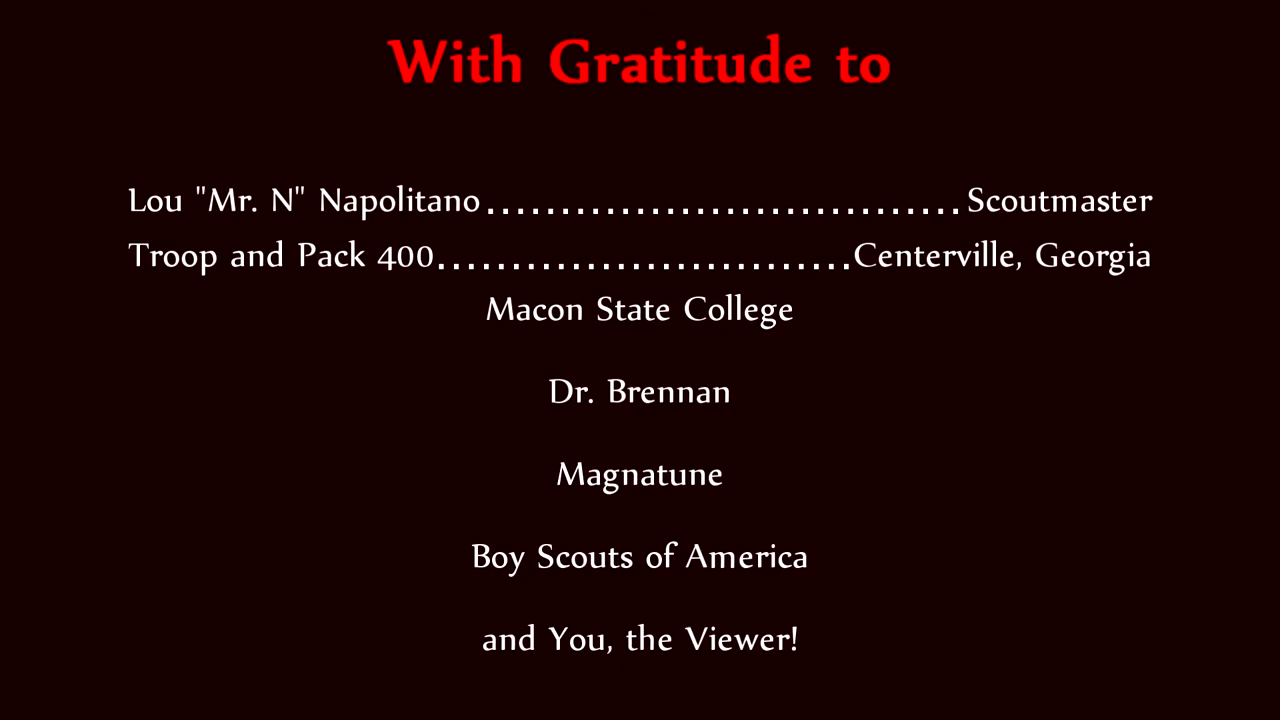 With Gratitude to
Lou "Mr. N" Napolitano................................Scoutmaster
Troop and Pack 400............................Centerville, Georgia
Macon State College
Dr. Brennan
Magnatune
Boy Scouts of America
and You, the Viewer!